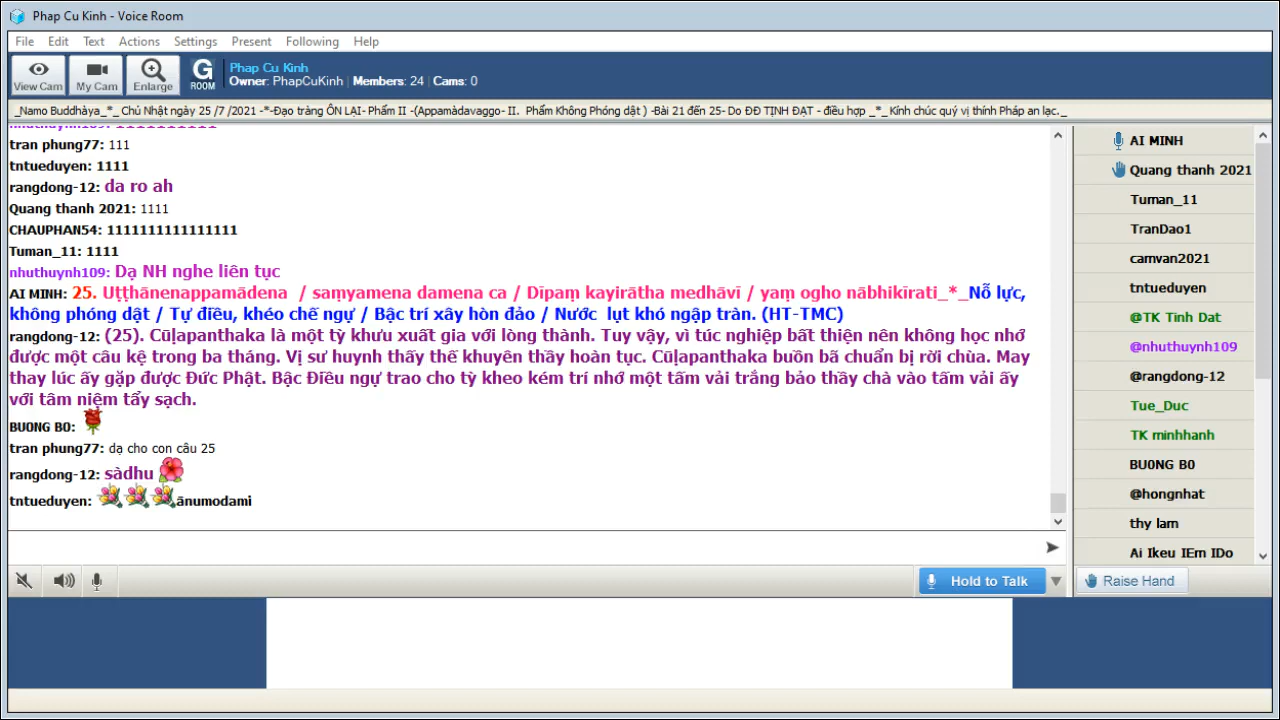 Phap Cu Kinh - Voice Room
File Edit Text Actions Settings Present Following Help
View Cam My Cam Enlarge G ROOM
Phap Cu Kinh
Owner: PhapCuKinh | Members: 24 | Cams: 0
_Namo Buddhàya_*_ Chủ Nhật ngày 25 /7 /2021 -*-Đạo tràng ÔN LẠI- Phẩm II -(Appamàdavaggo- II. Phẩm Không Phóng dật ) -Bài 21 đến 25- Do ĐĐ TỊNH ĐẠT - điều hợp _*_ Kính chúc quý vị thính Pháp an lạc._
tran phung77: 111
tntueduyen: 1111
rangdong-12: da ro ah
Quang thanh 2021: 1111
CHAUPHAN54: 1111111111111111
Tuman_11: 1111
nhuthuynh109: Dạ NH nghe liên tục
AI MINH: 25. Uṭṭhānenappamādena / saṃyamena damena ca / Dīpaṃ kayirātha medhāvī / yaṃ ogho nābhikīrati_*_Nỗ lực,
không phóng dật / Tự điều, khéo chế ngự / Bậc trí xây hòn đảo / Nước lụt khó ngập tràn. (HT-TMC)
rangdong-12: (25). Cūḷapanthaka là một tỳ khưu xuất gia với lòng thành. Tuy vậy, vì túc nghiệp bất thiện nên không học nhớ
được một câu kệ trong ba tháng. Vị sư huynh thấy thế khuyên thầy hoàn tục. Cūḷapanthaka buồn bã chuẩn bị rời chùa. May
thay lúc ấy gặp được Đức Phật. Bậc Điều ngự trao cho tỳ kheo kém trí nhớ một tấm vải trắng bảo thầy chà vào tấm vải ấy
với tâm niệm tẩy sạch.
BU0NG B0:
tran phung77: dạ cho con câu 25
rangdong-12: sàdhu
tntueduyen: ānumodami
Hold to Talk
AI MINH
Quang thanh 2021
Tuman_11
TranDao1
camvan2021
tntueduyen
@TK Tinh Dat
@nhuthuynh109
@rangdong-12
Tue_Duc
TK minhhanh
BU0NG B0
@hongnhat
thy lam
Ai Ikeu IEm IDo
Raise Hand